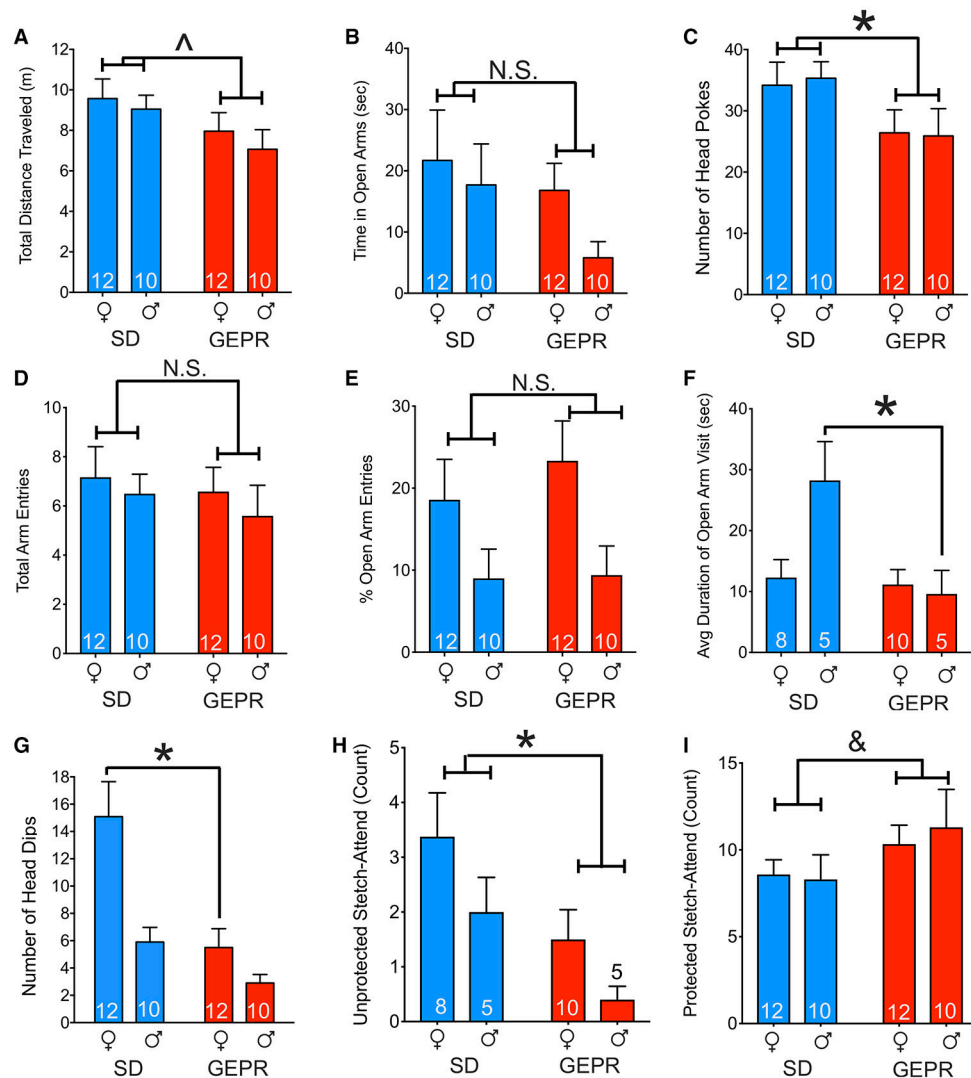 A
Total Distance Traveled (m)
12
10
8
6
4
2
0
^
12 10 12 10
♀ ♂ ♀ ♂
SD GEPR
B
Time in Open Arms (sec)
40
30
20
10
0
N.S.
12 10 12 10
♀ ♂ ♀ ♂
SD GEPR
C
Number of Head Pokes
40
30
20
10
0
*
12 10 12 10
♀ ♂ ♀ ♂
SD GEPR
D
Total Arm Entries
10
8
6
4
2
0
N.S.
12 10 12 10
♀ ♂ ♀ ♂
SD GEPR
E
% Open Arm Entries
30
20
10
0
N.S.
12 10 12 10
♀ ♂ ♀ ♂
SD GEPR
F
Avg Duration of Open Arm Visit (sec)
40
30
20
10
0
*
8 5 10 5
♀ ♂ ♀ ♂
SD GEPR
G
Number of Head Dips
18
16
14
12
10
8
6
4
2
0
*
12 10 12 10
♀ ♂ ♀ ♂
SD GEPR
H
Unprotected Stetch-Attend (Count)
5
4
3
2
1
0
*
8 5 10 5
♀ ♂ ♀ ♂
SD GEPR
I
Protected Stetch-Attend (Count)
15
10
5
0
&
12 10 12 10
♀ ♂ ♀ ♂
SD GEPR